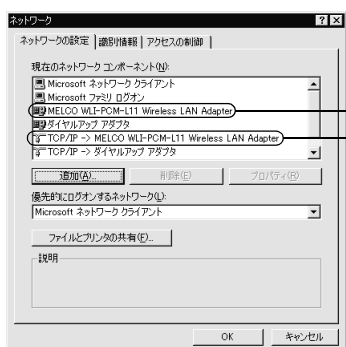 ネットワーク
ネットワークの設定 識別情報 アクセスの制御
現在のネットワーク コンポーネント(N):
Microsoft ネットワーク クライアント
Microsoft ファミリ ログオン
MELCO WLI-PCM-L11 Wireless LAN Adapter
ダイヤルアップ アダプタ
TCP/IP -> MELCO WLI-PCM-L11 Wireless LAN Adapter
TCP/IP -> ダイヤルアップ アダプタ
追加(A)... 削除(E) プロパティ(R)
優先的にログオンするネットワーク(L):
Microsoft ネットワーク クライアント
ファイルとプリンタの共有(F)...
説明
OK キャンセル